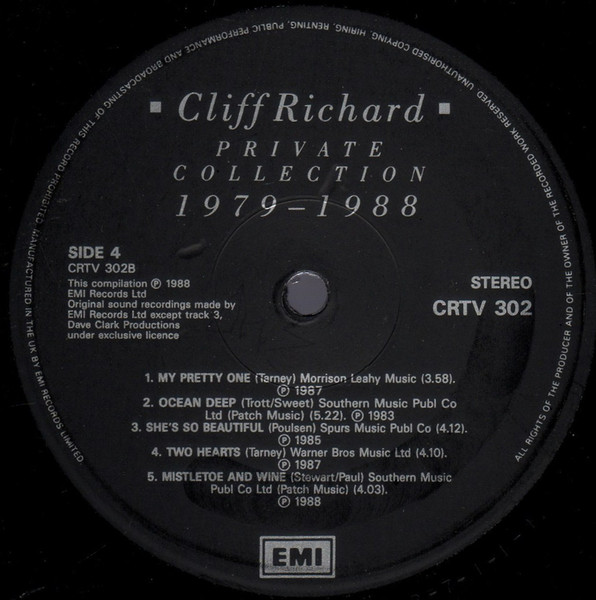 UNAUTHORISED COPYING, HIRING, RENTING, PUBLIC PERFORMANCE AND BROADCASTING OF THIS RECORD PROHIBITED. MANUFACTURED IN THE UK BY EMI RECORDS LIMITED
ALL RIGHTS OF THE PRODUCER AND OF THE OWNER OF THE RECORDED WORK RESERVED
Cliff Richard
PRIVATE
COLLECTION
1979–1988
SIDE 4
CRTV 302B
This compilation ℗ 1988
EMI Records Ltd
Original sound recordings made by
EMI Records Ltd except track 3,
Dave Clark Productions
under exclusive licence
STEREO
CRTV 302
1. MY PRETTY ONE (Tarney) Morrison Leahy Music (3.58).
℗ 1987
2. OCEAN DEEP (Trott/Sweet) Southern Music Publ Co
Ltd (Patch Music) (5.22). ℗ 1983
3. SHE'S SO BEAUTIFUL (Poulsen) Spurs Music Publ Co (4.12).
℗ 1985
4. TWO HEARTS (Tarney) Warner Bros Music Ltd (4.10).
℗ 1987
5. MISTLETOE AND WINE (Stewart/Paul) Southern Music
Publ Co Ltd (Patch Music) (4.03).
℗ 1988
EMI